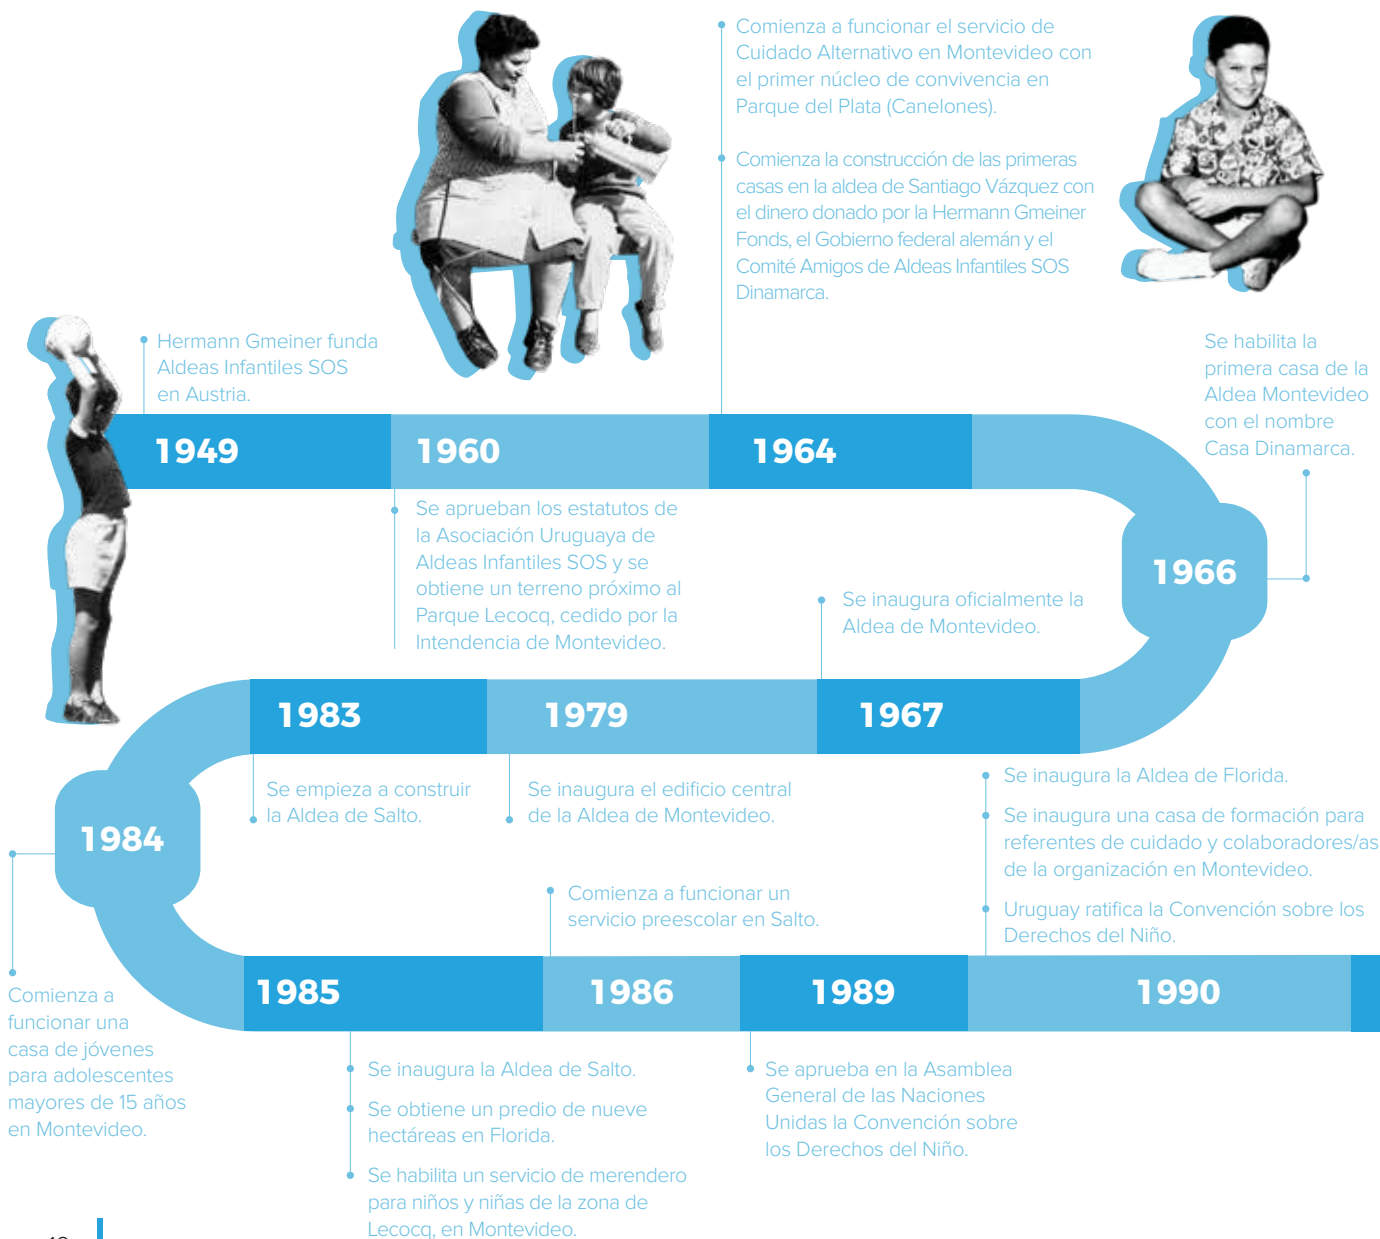 Comienza a funcionar el servicio de
Cuidado Alternativo en Montevideo con
el primer núcleo de convivencia en
Parque del Plata (Canelones).
Comienza la construcción de las primeras
casas en la aldea de Santiago Vázquez con
el dinero donado por la Hermann Gmeiner
Fonds, el Gobierno federal alemán y el
Comité Amigos de Aldeas Infantiles SOS
Dinamarca.
Hermann Gmeiner funda
Aldeas Infantiles SOS
en Austria.
Se habilita la
primera casa de la
Aldea Montevideo
con el nombre
Casa Dinamarca.
1949
1960
1964
Se aprueban los estatutos de
la Asociación Uruguaya de
Aldeas Infantiles SOS y se
obtiene un terreno próximo al
Parque Lecocq, cedido por la
Intendencia de Montevideo.
1966
Se inaugura oficialmente la
Aldea de Montevideo.
1983
1979
1967
Se empieza a construir
la Aldea de Salto.
Se inaugura el edificio central
de la Aldea de Montevideo.
Se inaugura la Aldea de Florida.
Se inaugura una casa de formación para
referentes de cuidado y colaboradores/as
de la organización en Montevideo.
Uruguay ratifica la Convención sobre los
Derechos del Niño.
1984
Comienza a funcionar un
servicio preescolar en Salto.
1985
1986
1989
1990
Comienza a
funcionar una
casa de jóvenes
para adolescentes
mayores de 15 años
en Montevideo.
Se inaugura la Aldea de Salto.
Se obtiene un predio de nueve
hectáreas en Florida.
Se habilita un servicio de merendero
para niños y niñas de la zona de
Lecocq, en Montevideo.
Se aprueba en la Asamblea
General de las Naciones
Unidas la Convención sobre
los Derechos del Niño.